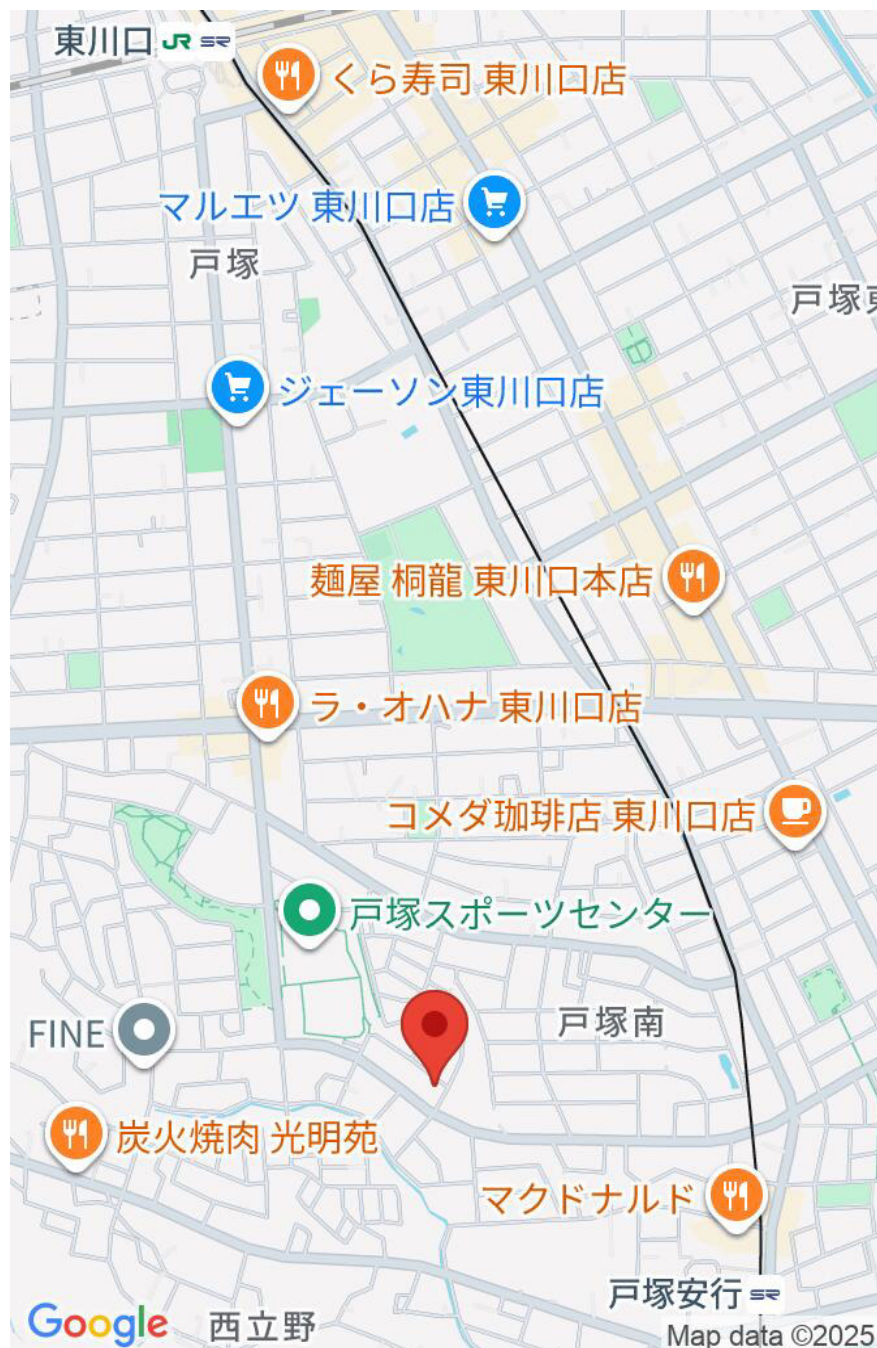 東川口 JR SR
くら寿司 東川口店
マルエツ 東川口店
戸塚
戸塚東
ジェーソン東川口店
麺屋 桐龍 東川口本店
ラ・オハナ 東川口店
コメダ珈琲店 東川口店
戸塚スポーツセンター
戸塚南
FINE
炭火焼肉 光明苑
マクドナルド
戸塚安行 SR
Google
西立野
Map data ©2025